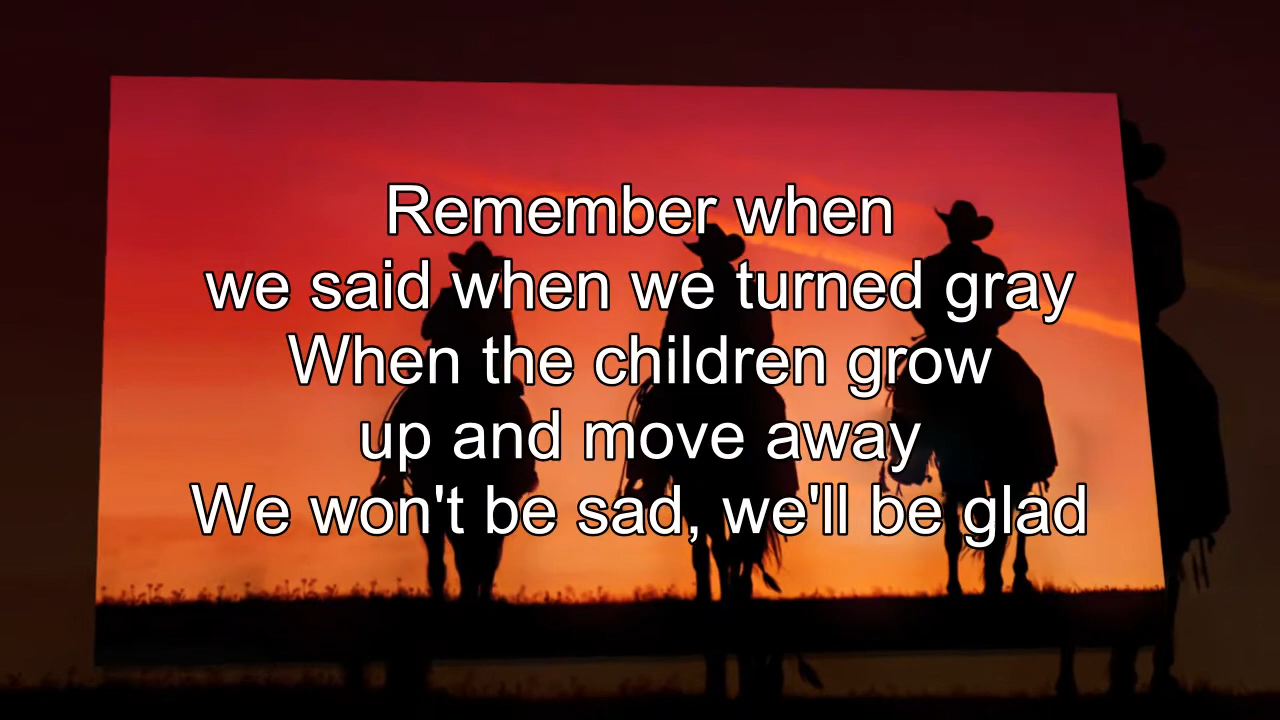 Remember when
we said when we turned gray
When the children grow
up and move away
We won't be sad, we'll be glad